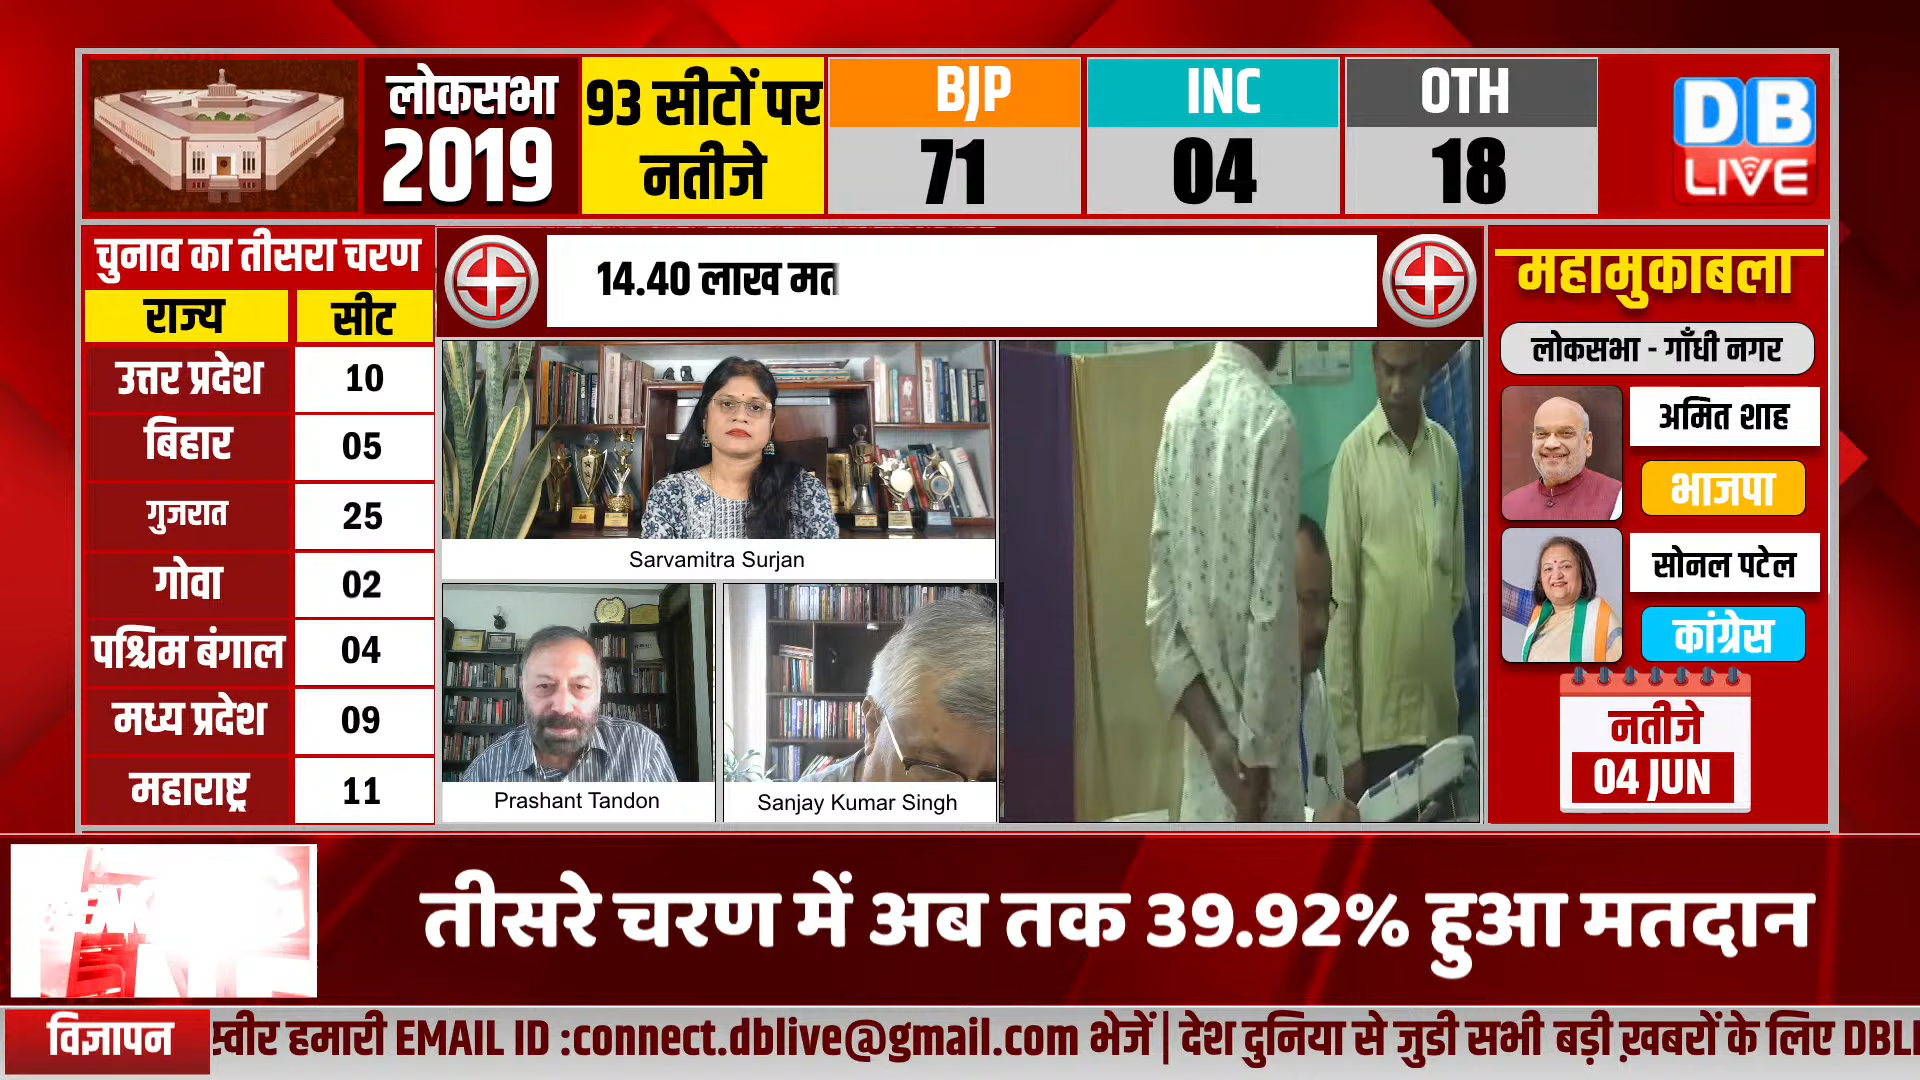 लोकसभा
2019
93 सीटों पर
नतीजे
BJP
71
INC
04
OTH
18
DB
LIVE
चुनाव का तीसरा चरण
राज्य सीट
उत्तर प्रदेश 10
बिहार 05
गुजरात 25
गोवा 02
पश्चिम बंगाल 04
मध्य प्रदेश 09
महाराष्ट्र 11
14.40 लाख मत
Sarvamitra Surjan
Prashant Tandon
Sanjay Kumar Singh
महामुकाबला
लोकसभा - गाँधी नगर
अमित शाह
भाजपा
सोनल पटेल
कांग्रेस
नतीजे
04 JUN
तीसरे चरण में अब तक 39.92% हुआ मतदान
विज्ञापन
स्वीर हमारी EMAIL ID :connect.dblive@gmail.com भेजें | देश दुनिया से जुडी सभी बड़ी ख़बरों के लिए DBLI